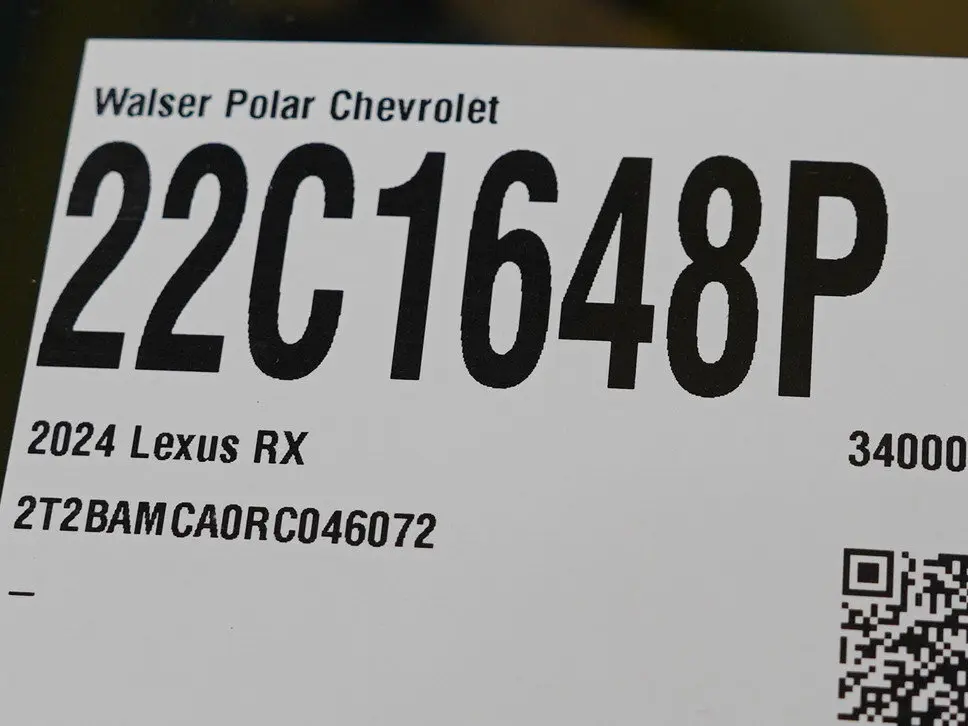 Walser Polar Chevrolet
22C1648P
2024 Lexus RX
34000
2T2BAMCA0RC046072
_